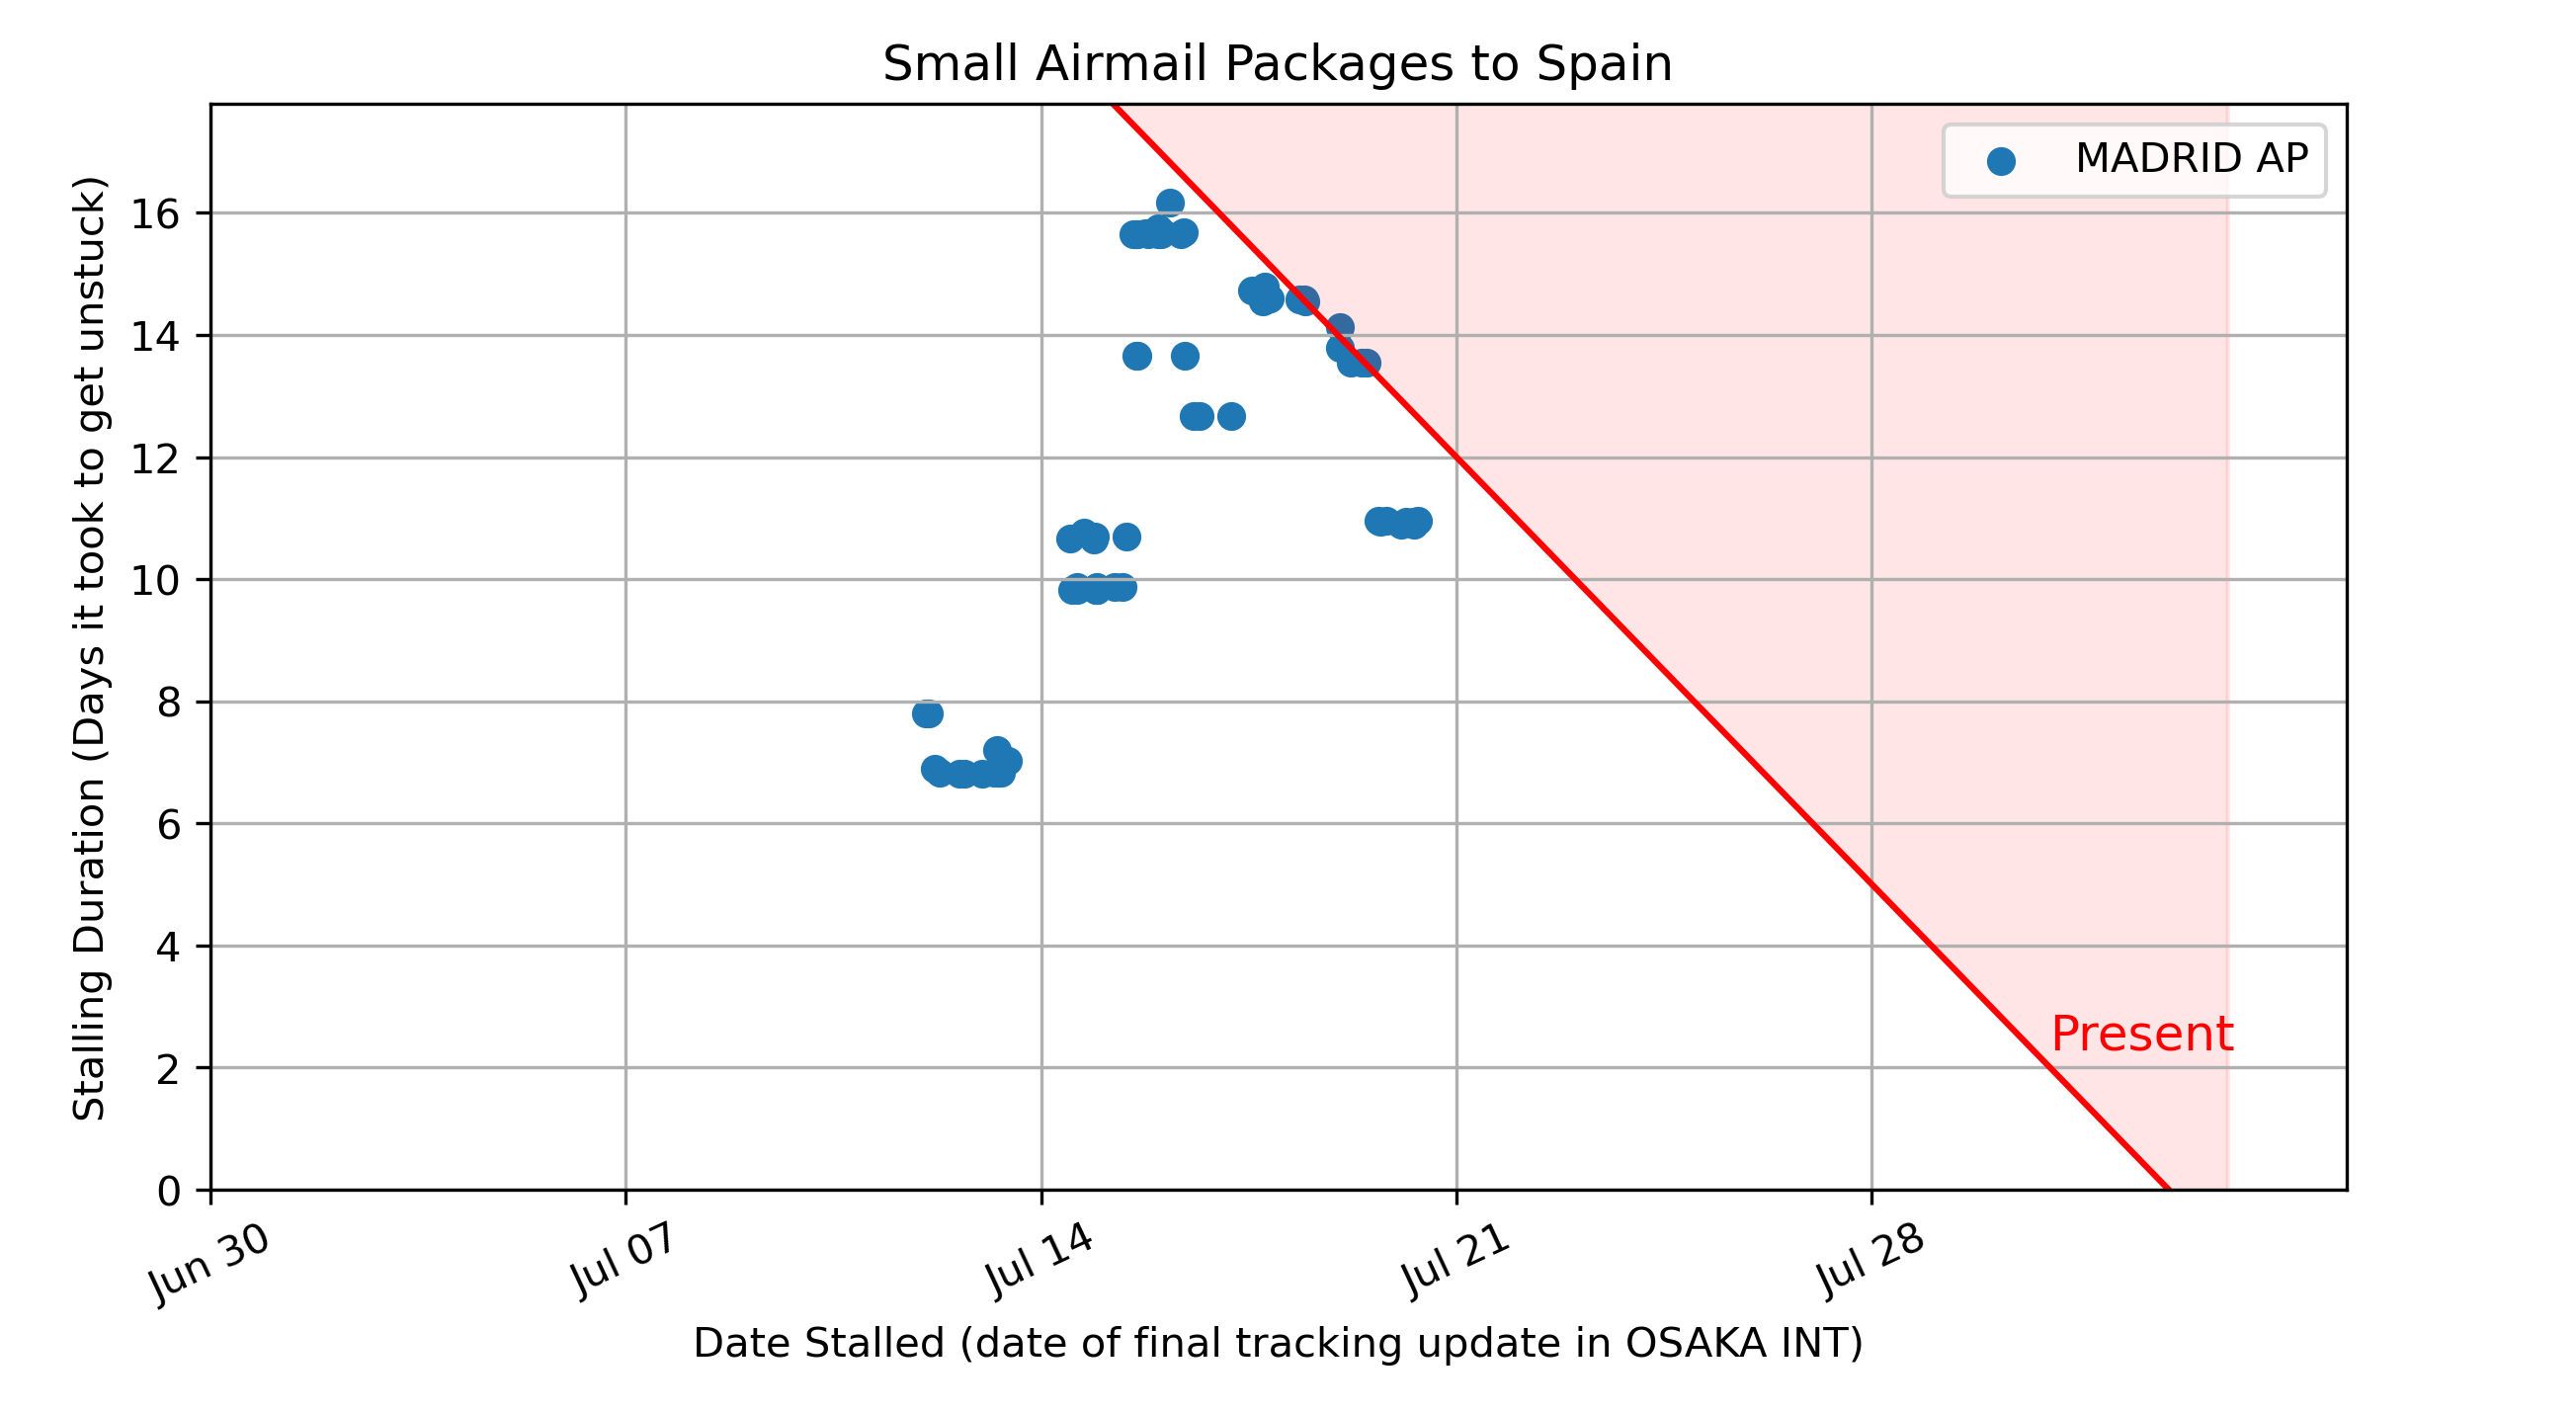 Small Airmail Packages to Spain
MADRID AP
Stalling Duration (Days it took to get unstuck)
16
14
12
10
8
6
4
2
0
Present
Jun 30
Jul 07
Jul 14
Jul 21
Jul 28
Date Stalled (date of final tracking update in OSAKA INT)